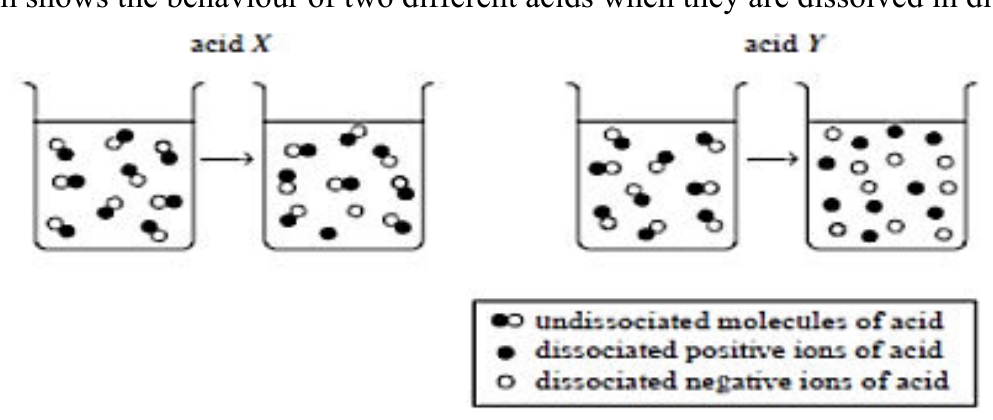 shows the behaviour of two different acids when they are dissolved in
acid X
acid Y
undissociated molecules of acid
dissociated positive ions of acid
dissociated negative ions of acid